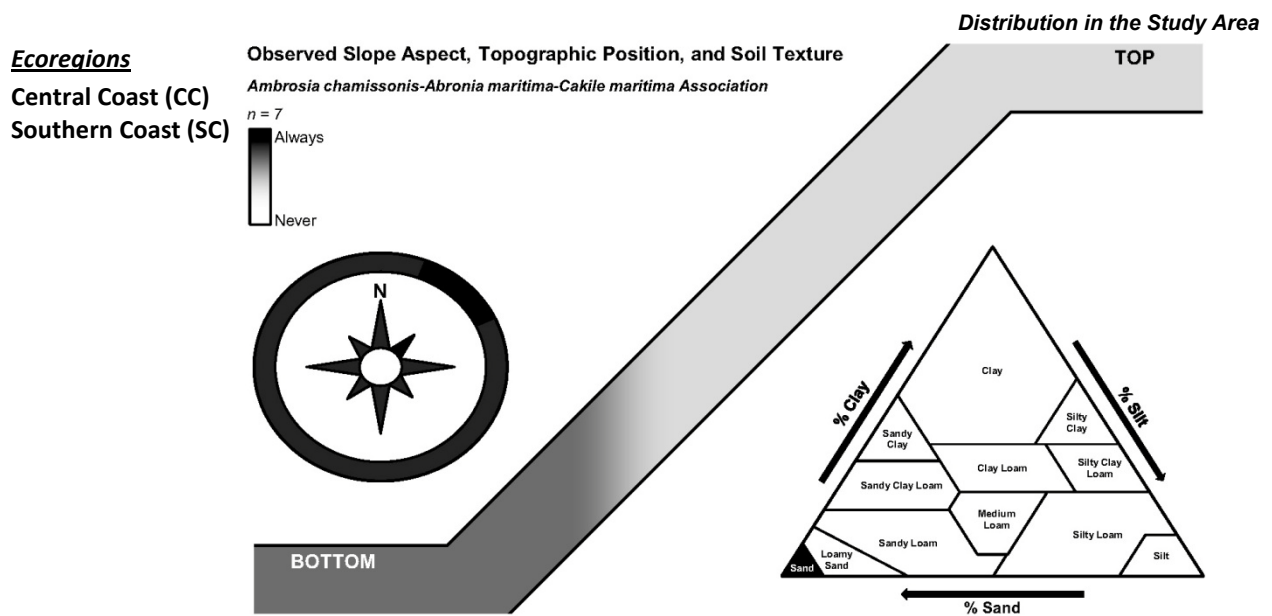 Distribution in the Study Area
Ecoregions
Central Coast (CC)
Southern Coast (SC)
Observed Slope Aspect, Topographic Position, and Soil Texture
Ambrosia chamissonis-Abronia maritima-Cakile maritima Association
n = 7
Always
Never
TOP
N
BOTTOM
% Clay
% Silt
% Sand
Clay
Silty
Clay
Sandy
Clay
Clay Loam
Silty Clay
Loam
Sandy Clay Loam
Medium
Loam
Sandy Loam
Silty Loam
Sand
Loamy
Sand
Silt